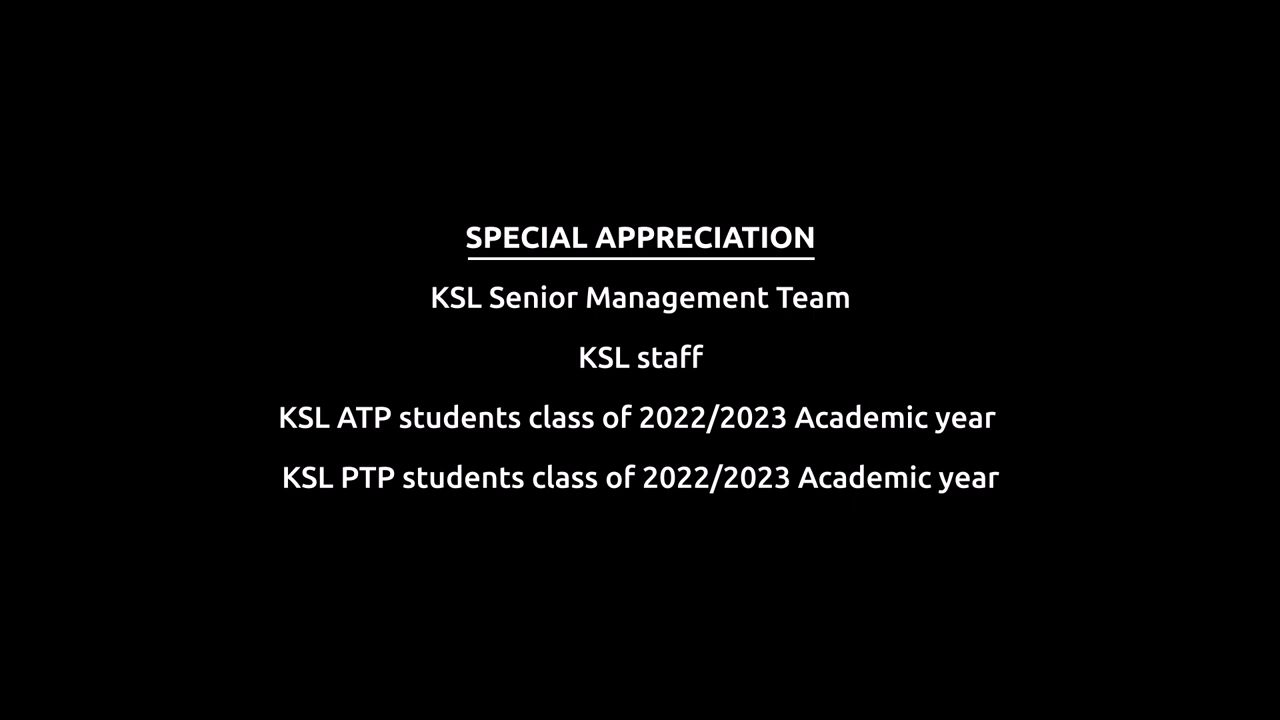 SPECIAL APPRECIATION
KSL Senior Management Team
KSL staff
KSL ATP students class of 2022/2023 Academic year
KSL PTP students class of 2022/2023 Academic year